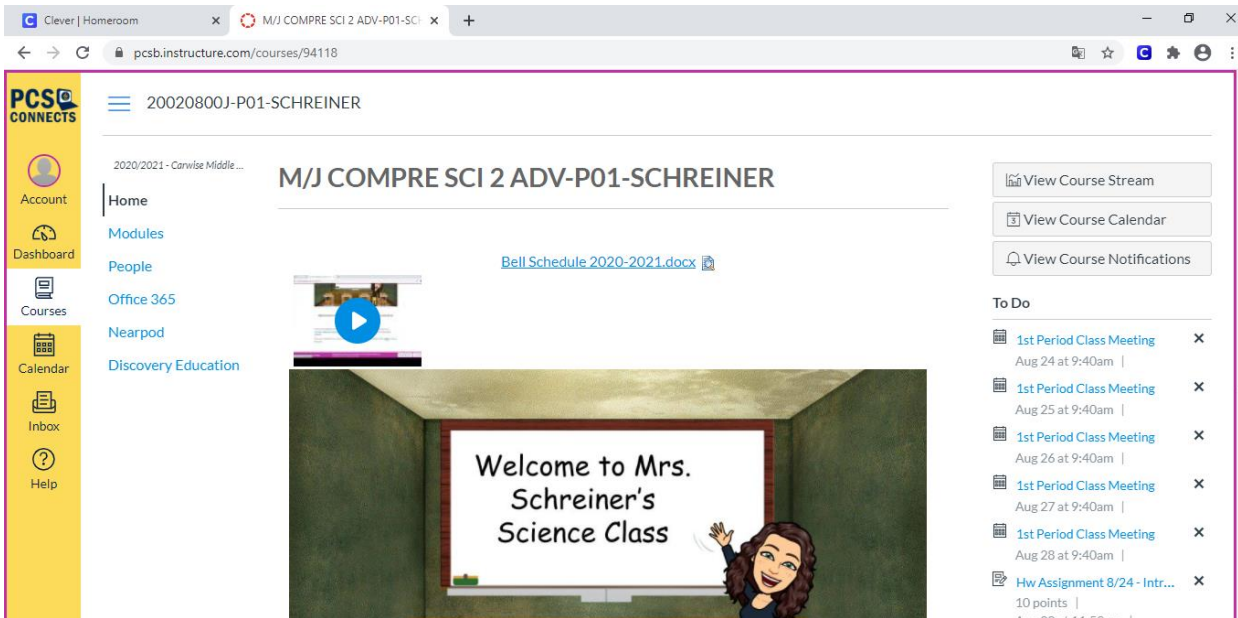 Clever | Homeroom
M/J COMPRE SCI 2 ADV-P01-SC
pcsb.instructure.com/courses/94118
PCS
CONNECTS
20020800J-P01-SCHREINER
Account
Dashboard
Courses
Calendar
Inbox
Help
2020/2021 - Carwise Middle ...
Home
Modules
People
Office 365
Nearpod
Discovery Education
M/J COMPRE SCI 2 ADV-P01-SCHREINER
Bell Schedule 2020-2021.docx
Welcome to Mrs.
Schreiner's
Science Class
View Course Stream
View Course Calendar
View Course Notifications
To Do
1st Period Class Meeting
Aug 24 at 9:40am |
1st Period Class Meeting
Aug 25 at 9:40am |
1st Period Class Meeting
Aug 26 at 9:40am |
1st Period Class Meeting
Aug 27 at 9:40am |
1st Period Class Meeting
Aug 28 at 9:40am |
Hw Assignment 8/24 - Intr...
10 points |